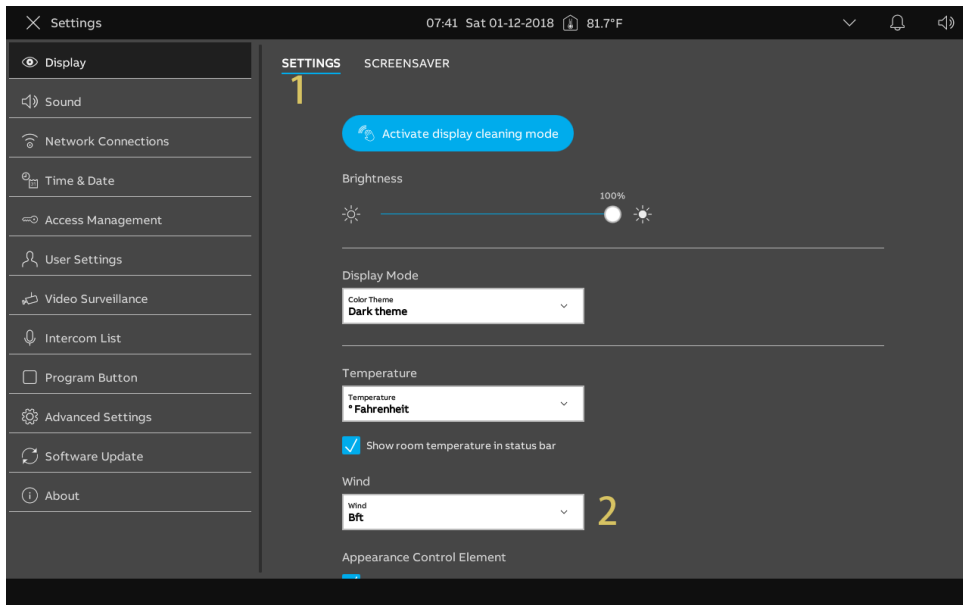 Settings
07:41 Sat 01-12-2018 81.7°F
Display
Sound
Network Connections
Time & Date
Access Management
User Settings
Video Surveillance
Intercom List
Program Button
Advanced Settings
Software Update
About
SETTINGS SCREENSAVER
1
Activate display cleaning mode
Brightness
100%
Display Mode
Color Theme
Dark theme
Temperature
Temperature
° Fahrenheit
Show room temperature in status bar
Wind
Wind
Bft
2
Appearance Control Element